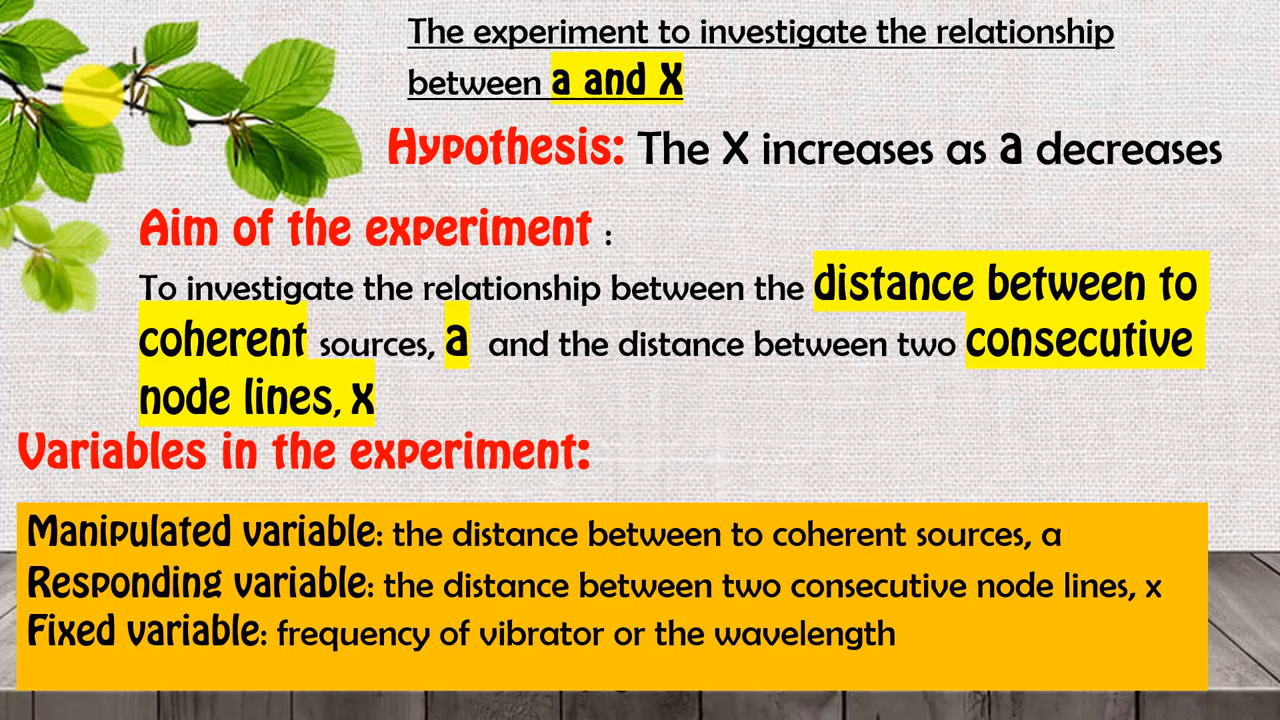 The experiment to investigate the relationship
between a and X
Hypothesis: The X increases as a decreases
Aim of the experiment :
To investigate the relationship between the distance between to
coherent sources, a and the distance between two consecutive
node lines, x
Variables in the experiment:
Manipulated variable: the distance between to coherent sources, a
Responding variable: the distance between two consecutive node lines, x
Fixed variable: frequency of vibrator or the wavelength